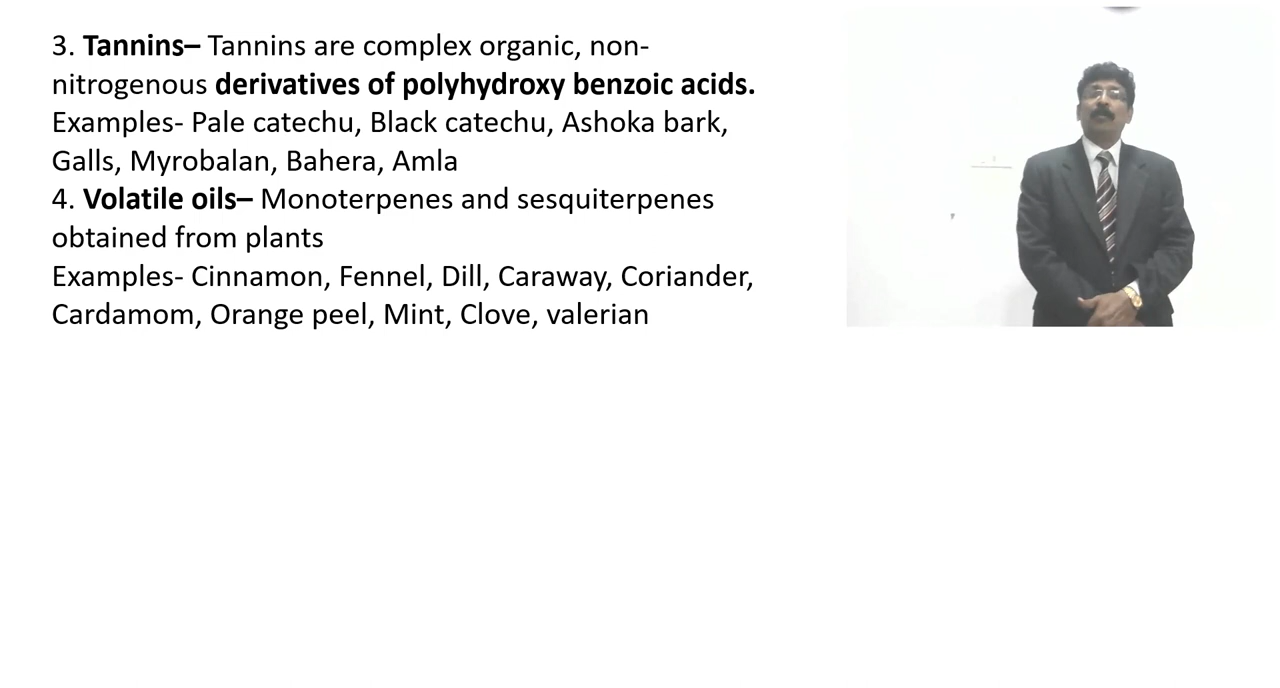 3. Tannins– Tannins are complex organic, non-
nitrogenous derivatives of polyhydroxy benzoic acids.
Examples- Pale catechu, Black catechu, Ashoka bark,
Galls, Myrobalan, Bahera, Amla
4. Volatile oils– Monoterpenes and sesquiterpenes
obtained from plants
Examples- Cinnamon, Fennel, Dill, Caraway, Coriander,
Cardamom, Orange peel, Mint, Clove, valerian